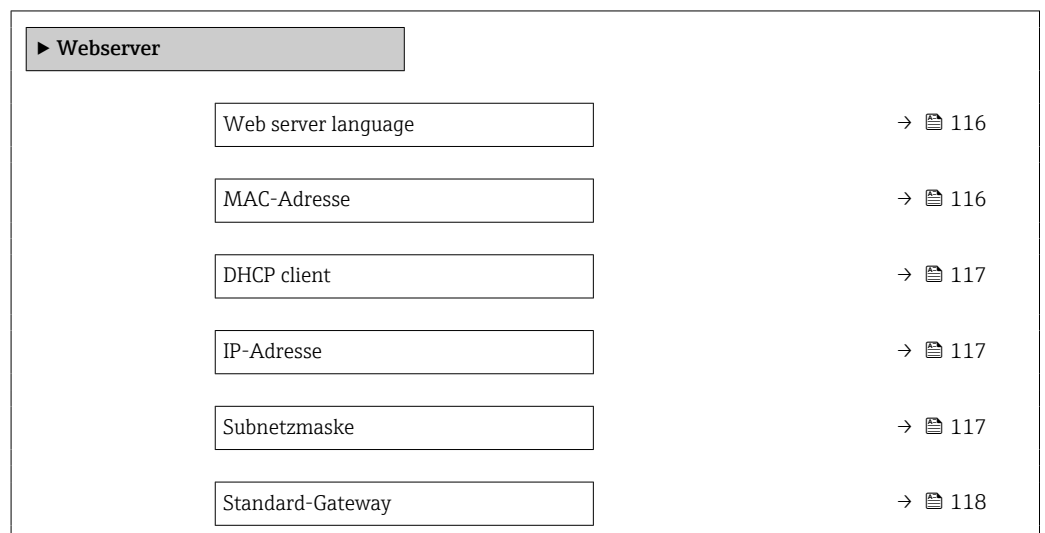 ▶ Webserver
Web server language → 116
MAC-Adresse → 116
DHCP client → 117
IP-Adresse → 117
Subnetzmaske → 117
Standard-Gateway → 118